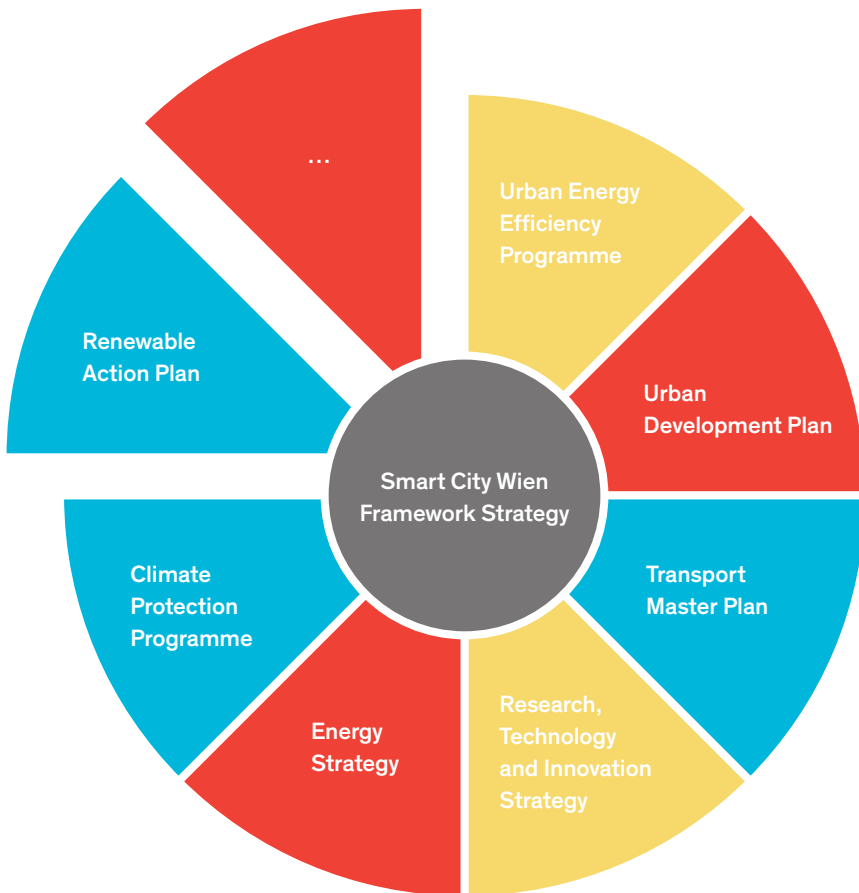 ...
Urban Energy
Efficiency
Programme
Renewable
Action Plan
Urban
Development Plan
Smart City Wien
Framework Strategy
Climate
Protection
Programme
Transport
Master Plan
Energy
Strategy
Research,
Technology
and Innovation
Strategy